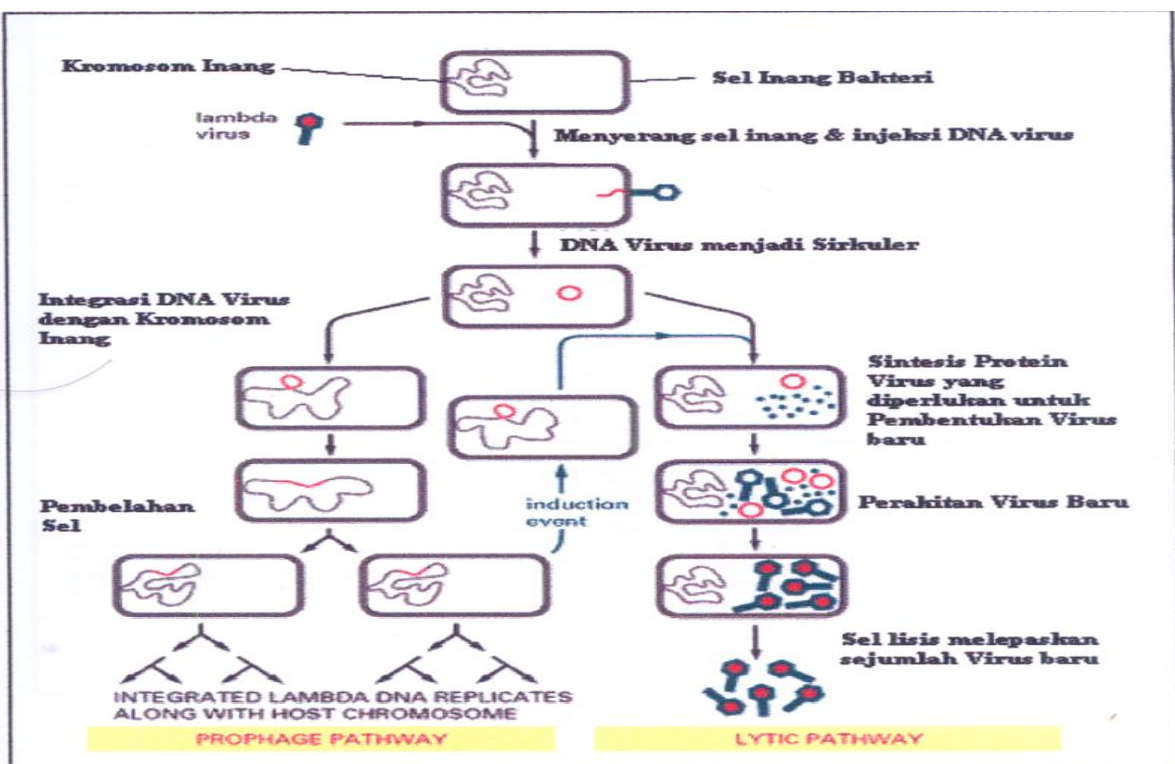 Kromosom Inang
Sel Inang Bakteri
lambda
virus
Menyerang sel inang & injeksi DNA virus
DNA Virus menjadi Sirkuler
Integrasi DNA Virus
dengan Kromosom
Inang
Sintesis Protein
Virus yang
diperlukan untuk
Pembentukan Virus
baru
Pembelahan
Sel
induction
event
Perakitan Virus Baru
Sel lisis melepaskan
sejumlah Virus baru
INTEGRATED LAMBDA DNA REPLICATES
ALONG WITH HOST CHROMOSOME
PROPHAGE PATHWAY
LYTIC PATHWAY